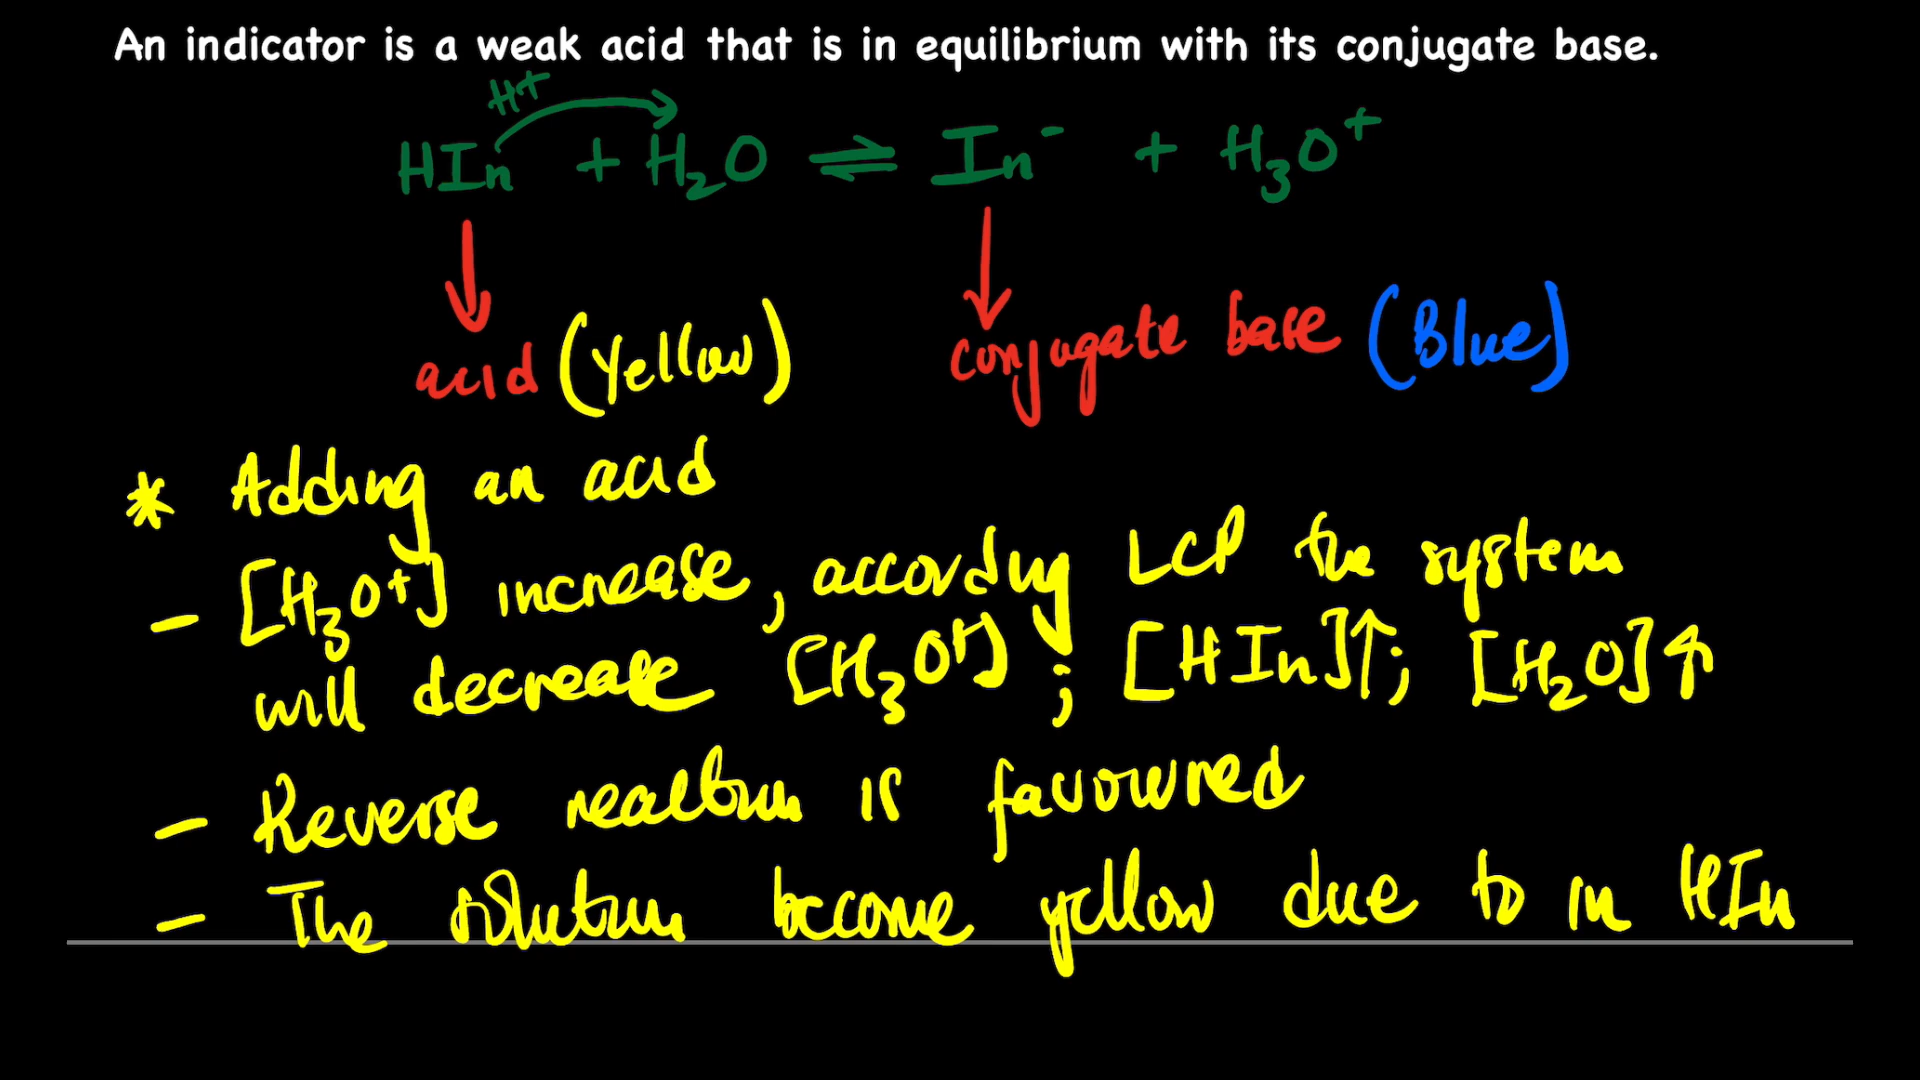 An indicator is a weak acid that is in equilibrium with its conjugate base.
H+
HIn + H₂O ⇌ In⁻ + H₃O⁺
acid (Yellow) conjugate base (Blue)
* Adding an acid
- [H₃O+] increase, according LCP the system
will decrease [H₃O+]; [HIn]↑; [H₂O]↑
- Reverse reaction is favoured
- The solution become yellow due to in HIn